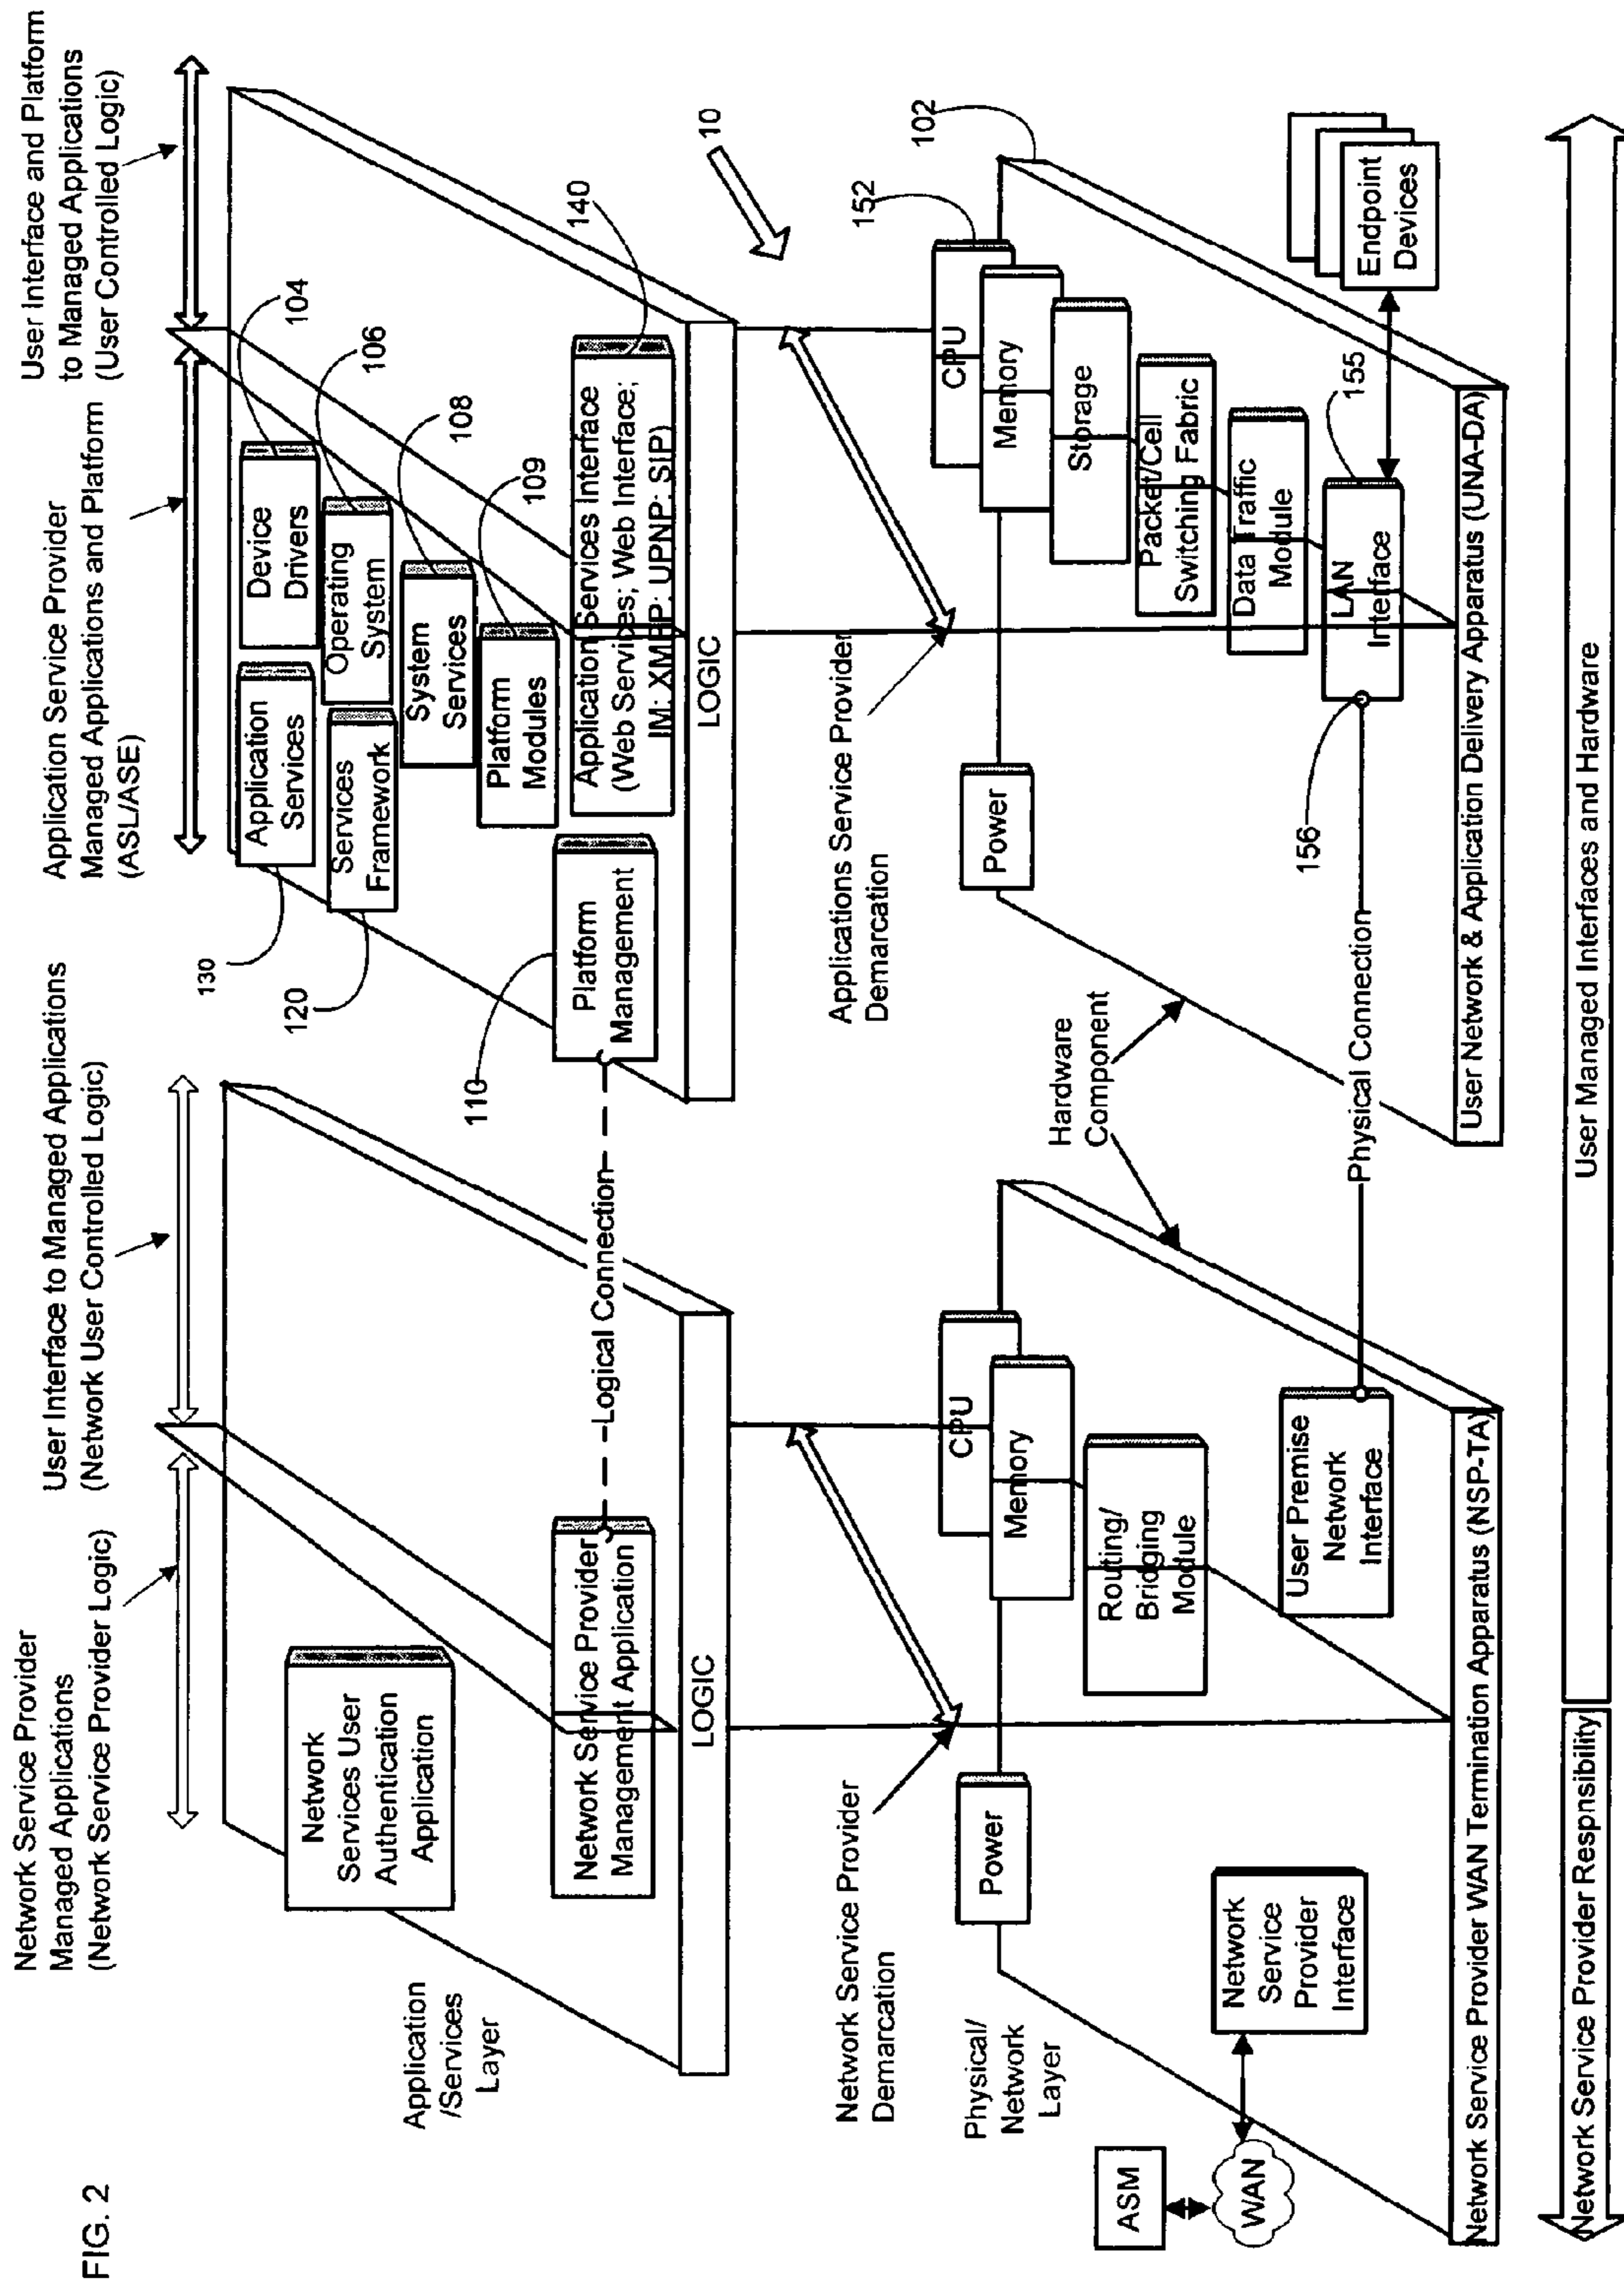 FIG. 2
Network Service Provider
Managed Applications
(Network Service Provider Logic)
User Interface to Managed Applications
(Network User Controlled Logic)
Application Service Provider
Managed Applications and Platform
(ASL/ASE)
User Interface and Platform
to Managed Applications
(User Controlled Logic)
Application
/Services
Layer
Network
Services User
Authentication
Application
Network Service Provider
Management Application
LOGIC
Logical Connection
130
120
110
Application
Services
Services
Framework
Platform
Management
Device
Drivers
104
Operating
System
106
System
Services
108
Platform
Modules
109
Application Services Interface
(Web Services; Web Interface;
IM: XMPP: UPNP: SIP)
140
LOGIC
10
Network Service Provider
Demarcation
Applications Service Provider
Demarcation
Physical/
Network
Layer
ASM
WAN
Network
Service
Provider
Interface
Power
CPU
Memory
Routing/
Bridging
Module
User Premise
Network
Interface
Hardware
Component
Physical Connection
Power
CPU
152
Memory
Storage
Packet/Cell
Switching Fabric
Data Traffic
Module
LAN
Interface
155
156
102
Endpoint
Devices
Network Service Provider WAN Termination Apparatus (NSP-TA)
User Network & Application Delivery Apparatus (UNA-DA)
Network Service Provider Respnsibility
User Managed Interfaces and Hardware